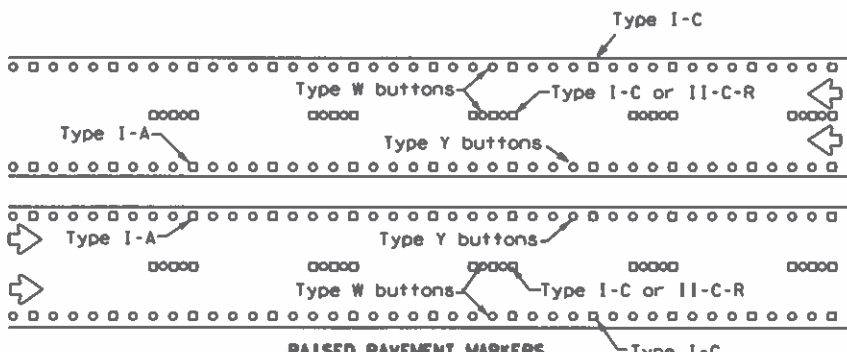 Type I-C
Type W buttons
Type I-C or II-C-R
Type I-A
Type Y buttons
Type I-A
Type Y buttons
Type W buttons
Type I-C or II-C-R
RAISED PAVEMENT MARKERS
Type I-C